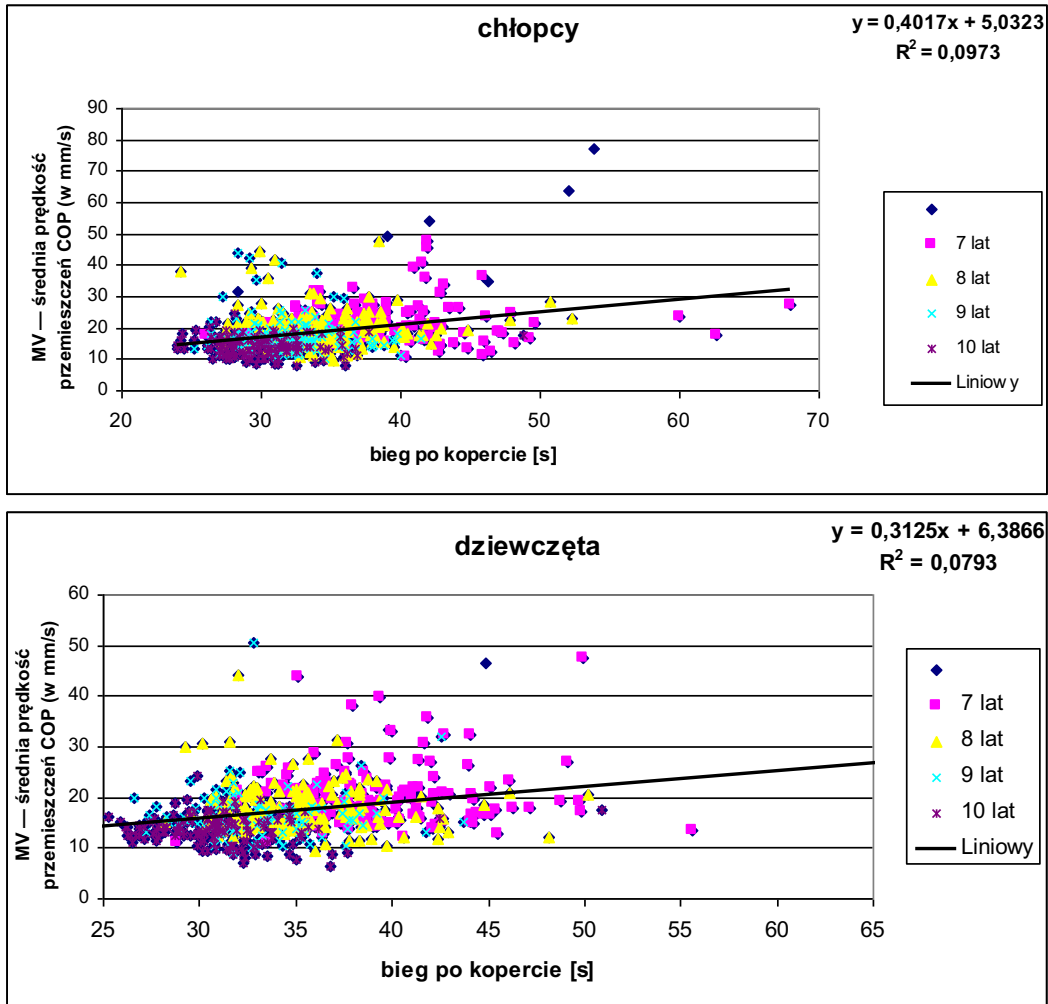 chłopcy
y = 0,4017x + 5,0323
R² = 0,0973
MV — średnia prędkość
przemieszczeń COP (w mm/s)
90
80
70
60
50
40
30
20
10
0
20 30 40 50 60 70
bieg po kopercie [s]
7 lat
8 lat
9 lat
10 lat
Liniowy
dziewczęta
y = 0,3125x + 6,3866
R² = 0,0793
MV — średnia prędkość
przemieszczeń COP (w mm/s)
60
50
40
30
20
10
0
25 30 35 40 45 50 55 60 65
bieg po kopercie [s]
7 lat
8 lat
9 lat
10 lat
Liniowy